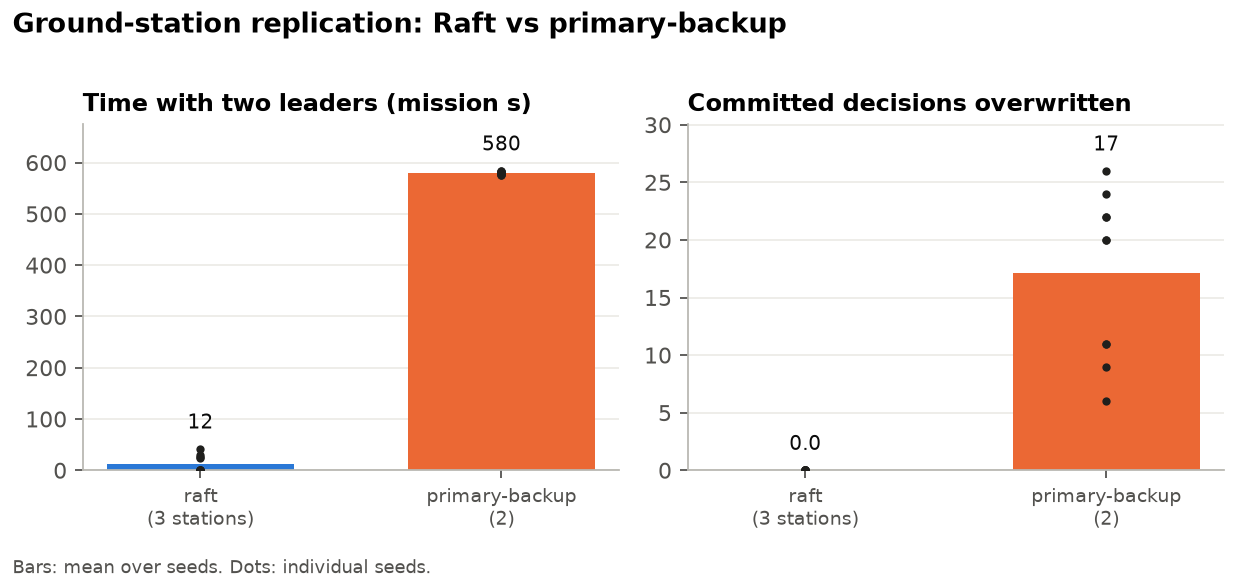 Ground-station replication: Raft vs primary-backup
Time with two leaders (mission s)
600
500
400
300
200
100
0
580
12
raft
(3 stations)
primary-backup
(2)
Committed decisions overwritten
30
25
20
15
10
5
0
17
0.0
raft
(3 stations)
primary-backup
(2)
Bars: mean over seeds. Dots: individual seeds.